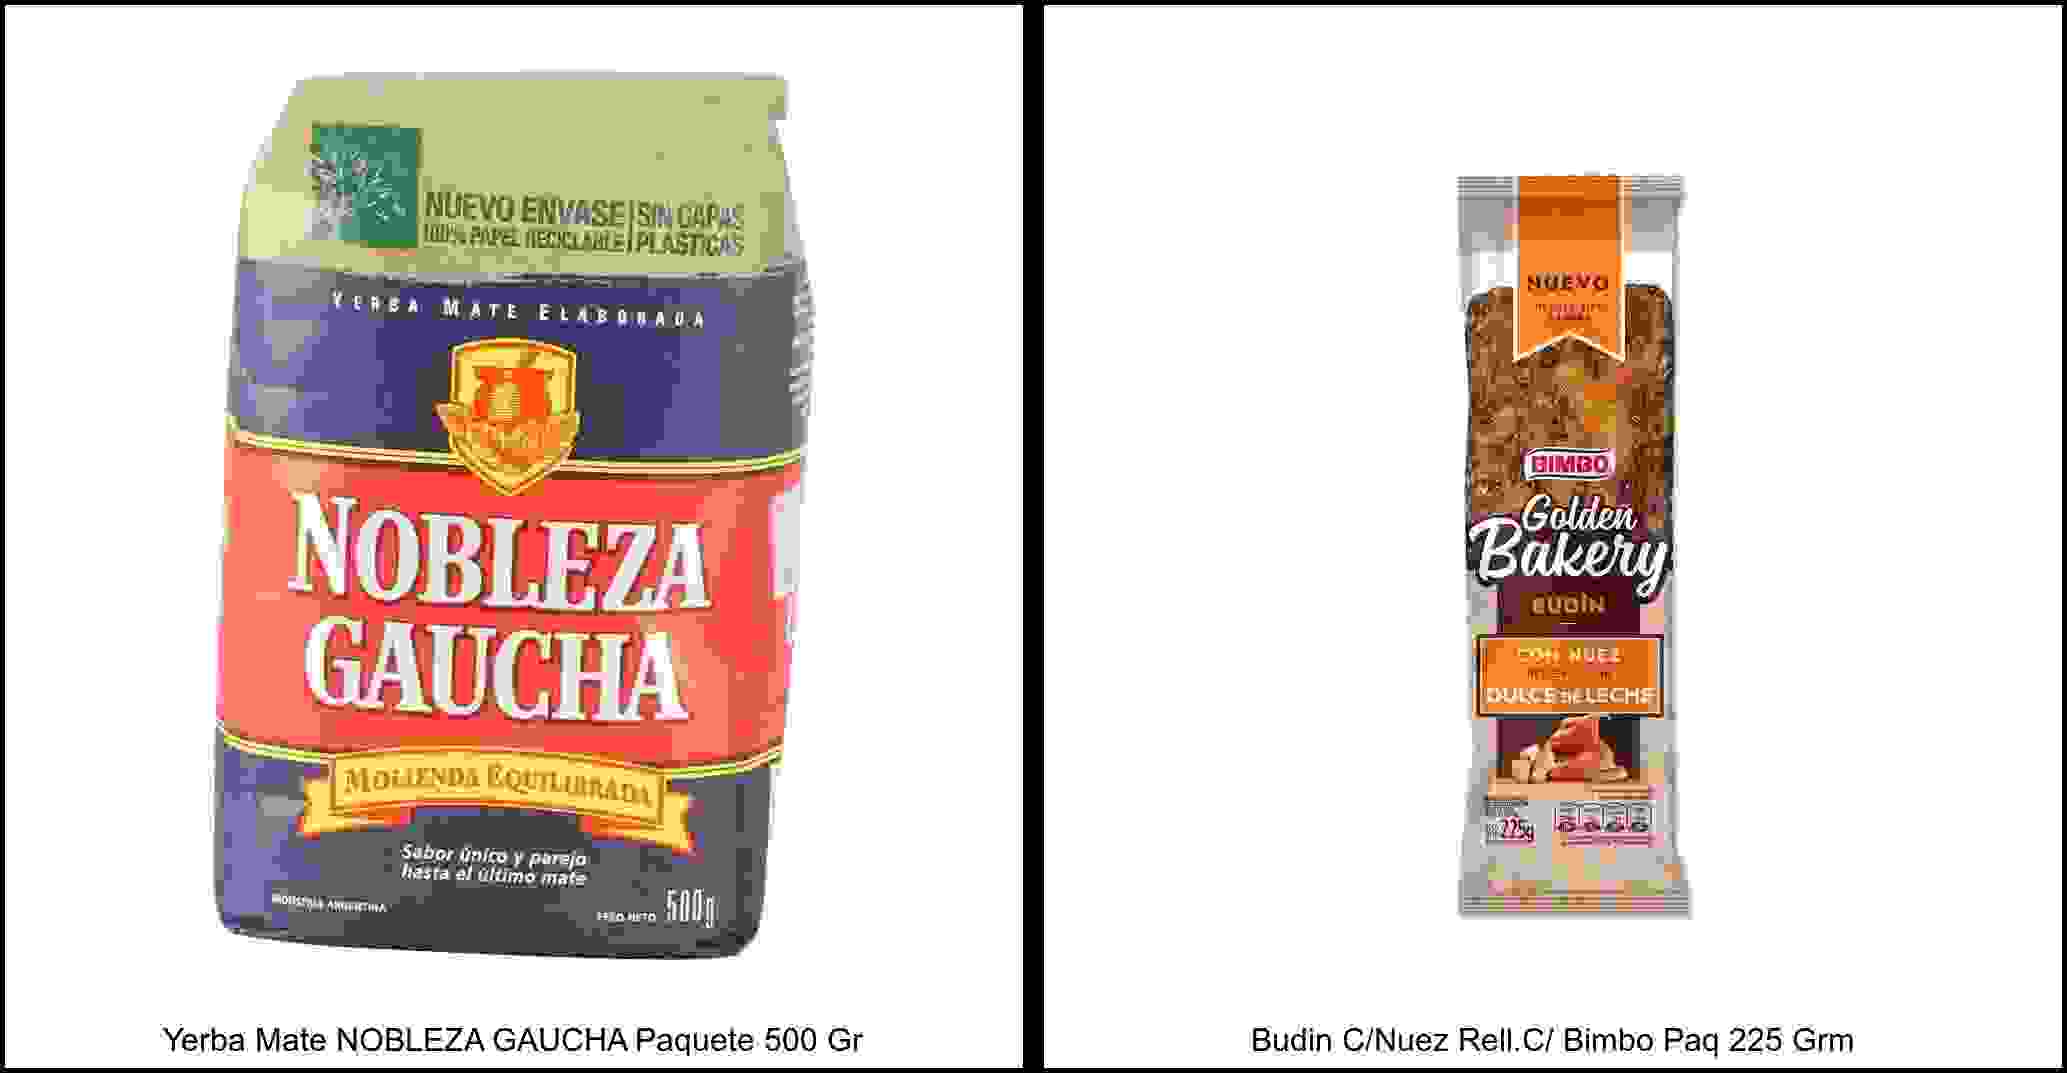 NUEVO ENVASE SIN CAPAS
100% PAPEL RECICLABLE PLÁSTICAS
YERBA MATE ELABORADA
NOBLEZA
GAUCHA
MOLIENDA EQUILIBRADA
Sabor único y parejo
hasta el último mate
INDUSTRIA ARGENTINA
PESO NETO 500g
Yerba Mate NOBLEZA GAUCHA Paquete 500 Gr
NUEVO
BIMBO
Golden
Bakery
BUDÍN
CON NUEZ
DULCE DE LECHE
225g
Budin C/Nuez Rell.C/ Bimbo Paq 225 Grm